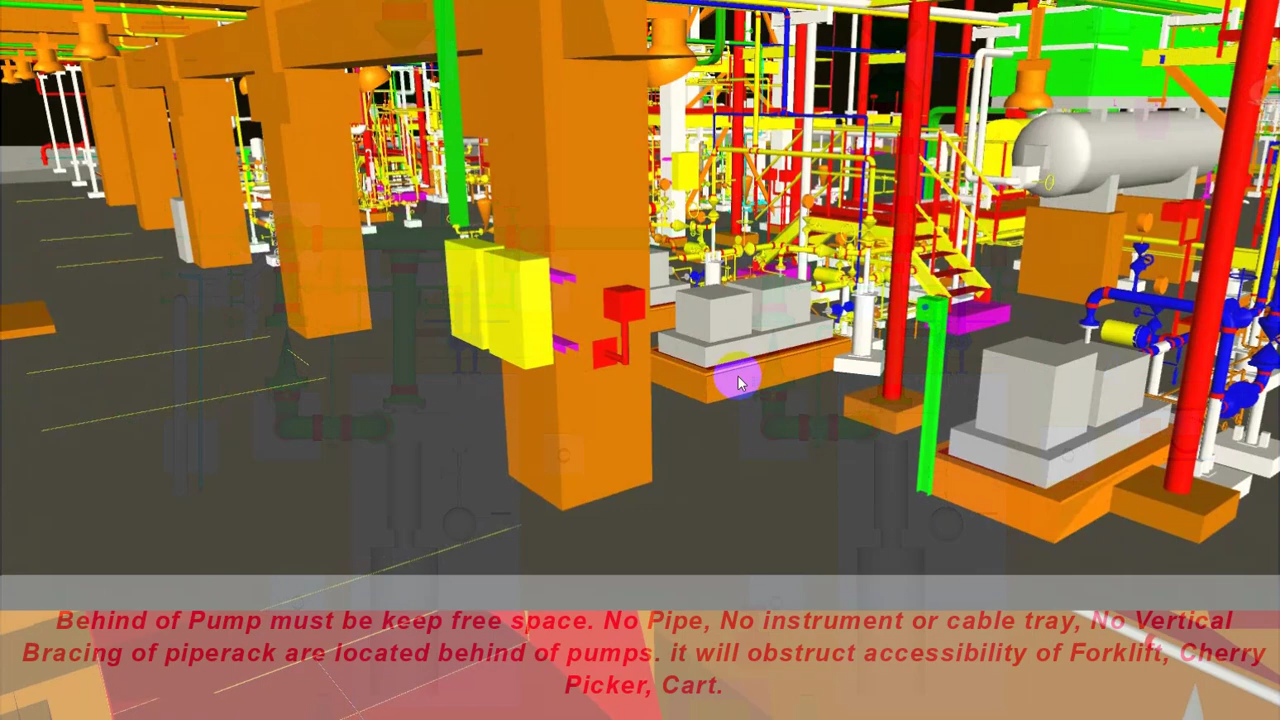 Behind of Pump must be keep free space. No Pipe, No instrument or cable tray, No Vertical
Bracing of piperack are located behind of pumps. it will obstruct accessibility of Forklift, Cherry
Picker, Cart.